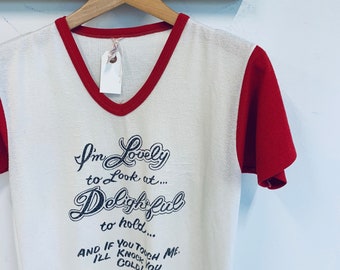 I'm Lovely
to Look at...
Delightful
to hold...
AND IF YOU TOUCH ME,
I'LL KNOCK YOU
COLD!